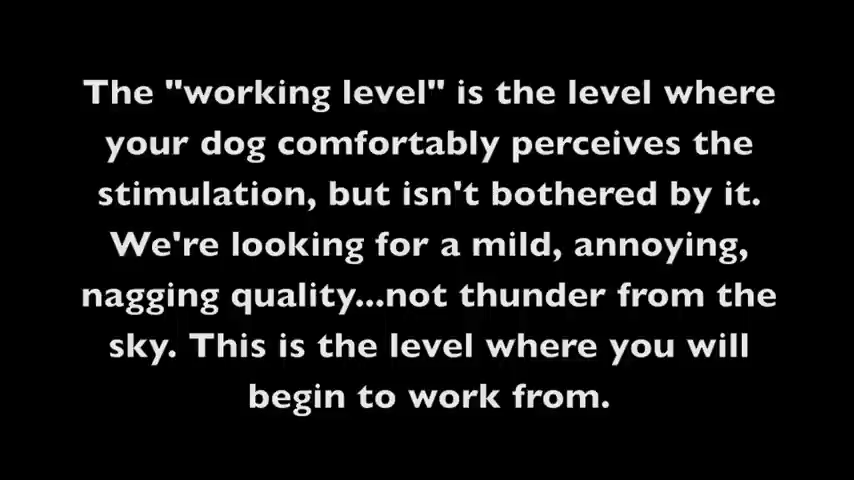 The "working level" is the level where
your dog comfortably perceives the
stimulation, but isn't bothered by it.
We're looking for a mild, annoying,
nagging quality...not thunder from the
sky. This is the level where you will
begin to work from.